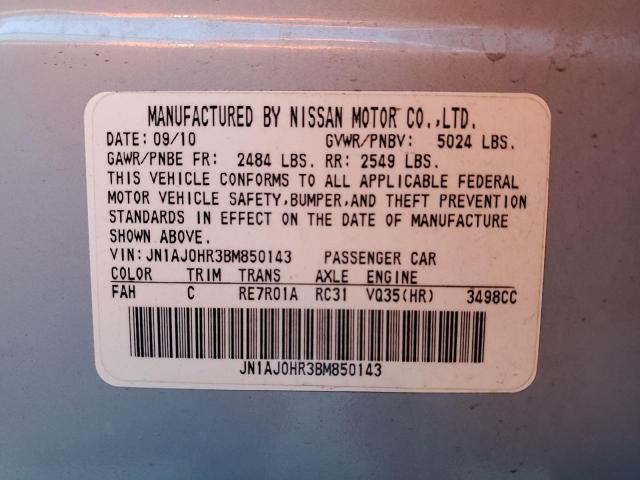 MANUFACTURED BY NISSAN MOTOR CO.,LTD.
DATE: 09/10 GVWR/PNBV: 5024 LBS.
GAWR/PNBE FR: 2484 LBS. RR: 2549 LBS.
THIS VEHICLE CONFORMS TO ALL APPLICABLE FEDERAL
MOTOR VEHICLE SAFETY,BUMPER,AND THEFT PREVENTION
STANDARDS IN EFFECT ON THE DATE OF MANUFACTURE
SHOWN ABOVE.
VIN:JN1AJ0HR3BM850143 PASSENGER CAR
COLOR TRIM TRANS AXLE ENGINE
FAH C RE7R01A RC31 VQ35(HR) 3498CC
JN1AJ0HR3BM850143